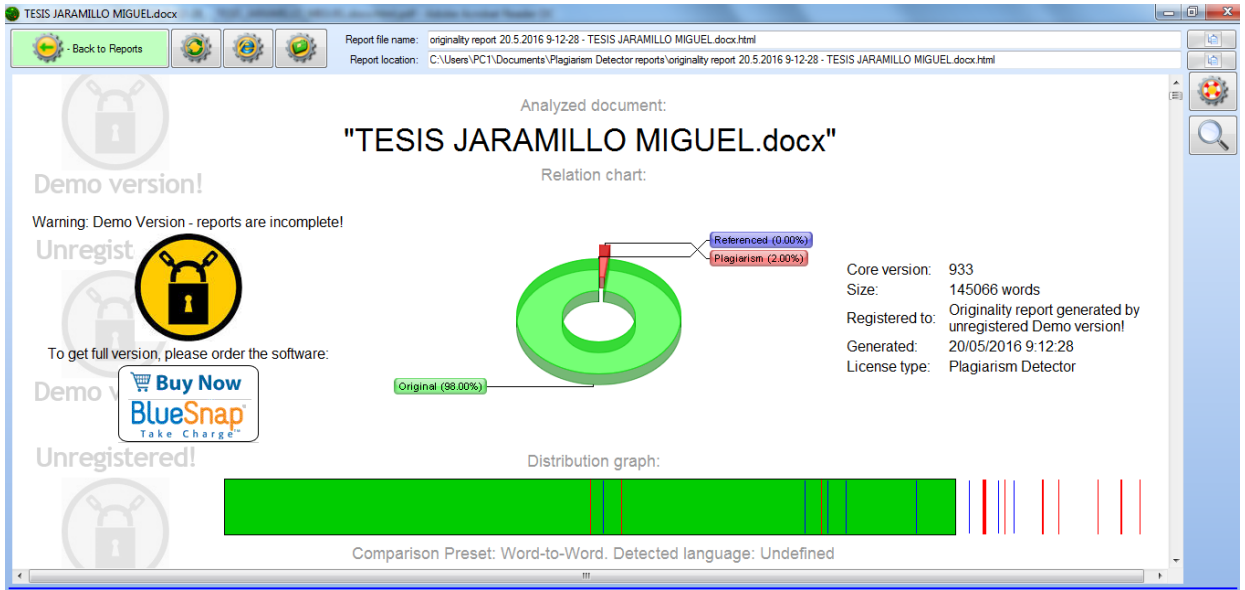 TESIS JARAMILLO MIGUEL.docx
- Back to Reports
Report file name: originality report 20.5.2016 9-12-28 - TESIS JARAMILLO MIGUEL.docx.html
Report location: C:\Users\PC1\Documents\Plagiarism Detector reports\originality report 20.5.2016 9-12-28 - TESIS JARAMILLO MIGUEL.docx.html
Analyzed document:
"TESIS JARAMILLO MIGUEL.docx"
Relation chart:
Demo version!
Warning: Demo Version - reports are incomplete!
Unregist
To get full version, please order the software:
Demo v
Buy Now
BlueSnap
Take Charge™
Unregistered!
Referenced (0.00%)
Plagiarism (2.00%)
Original (98.00%)
Core version: 933
Size: 145066 words
Registered to: Originality report generated by
unregistered Demo version!
Generated: 20/05/2016 9:12:28
License type: Plagiarism Detector
Distribution graph:
Comparison Preset: Word-to-Word. Detected language: Undefined